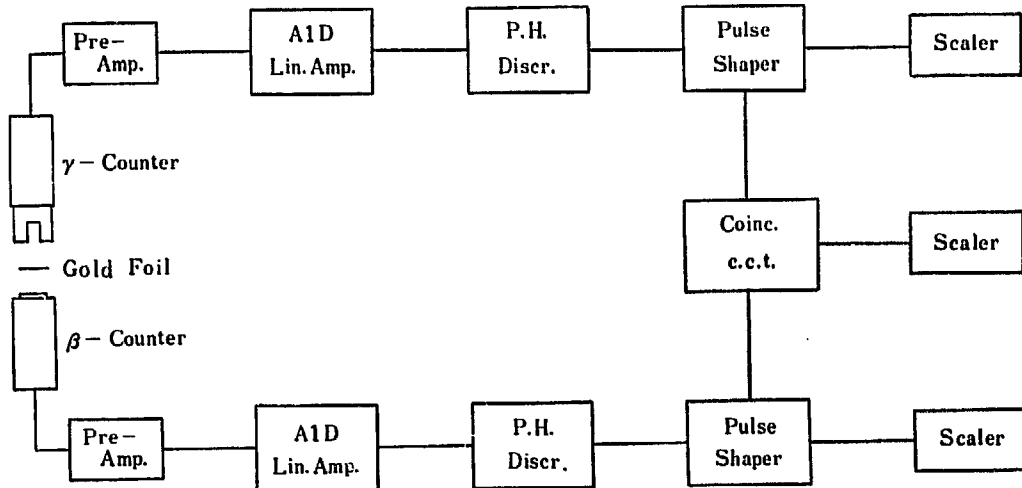 Pre-
Amp.
A1D
Lin. Amp.
P.H.
Discr.
Pulse
Shaper
Scaler
γ - Counter
Coinc.
c.c.t.
Scaler
Gold Foil
β - Counter
Pre-
Amp.
A1D
Lin. Amp.
P.H.
Discr.
Pulse
Shaper
Scaler